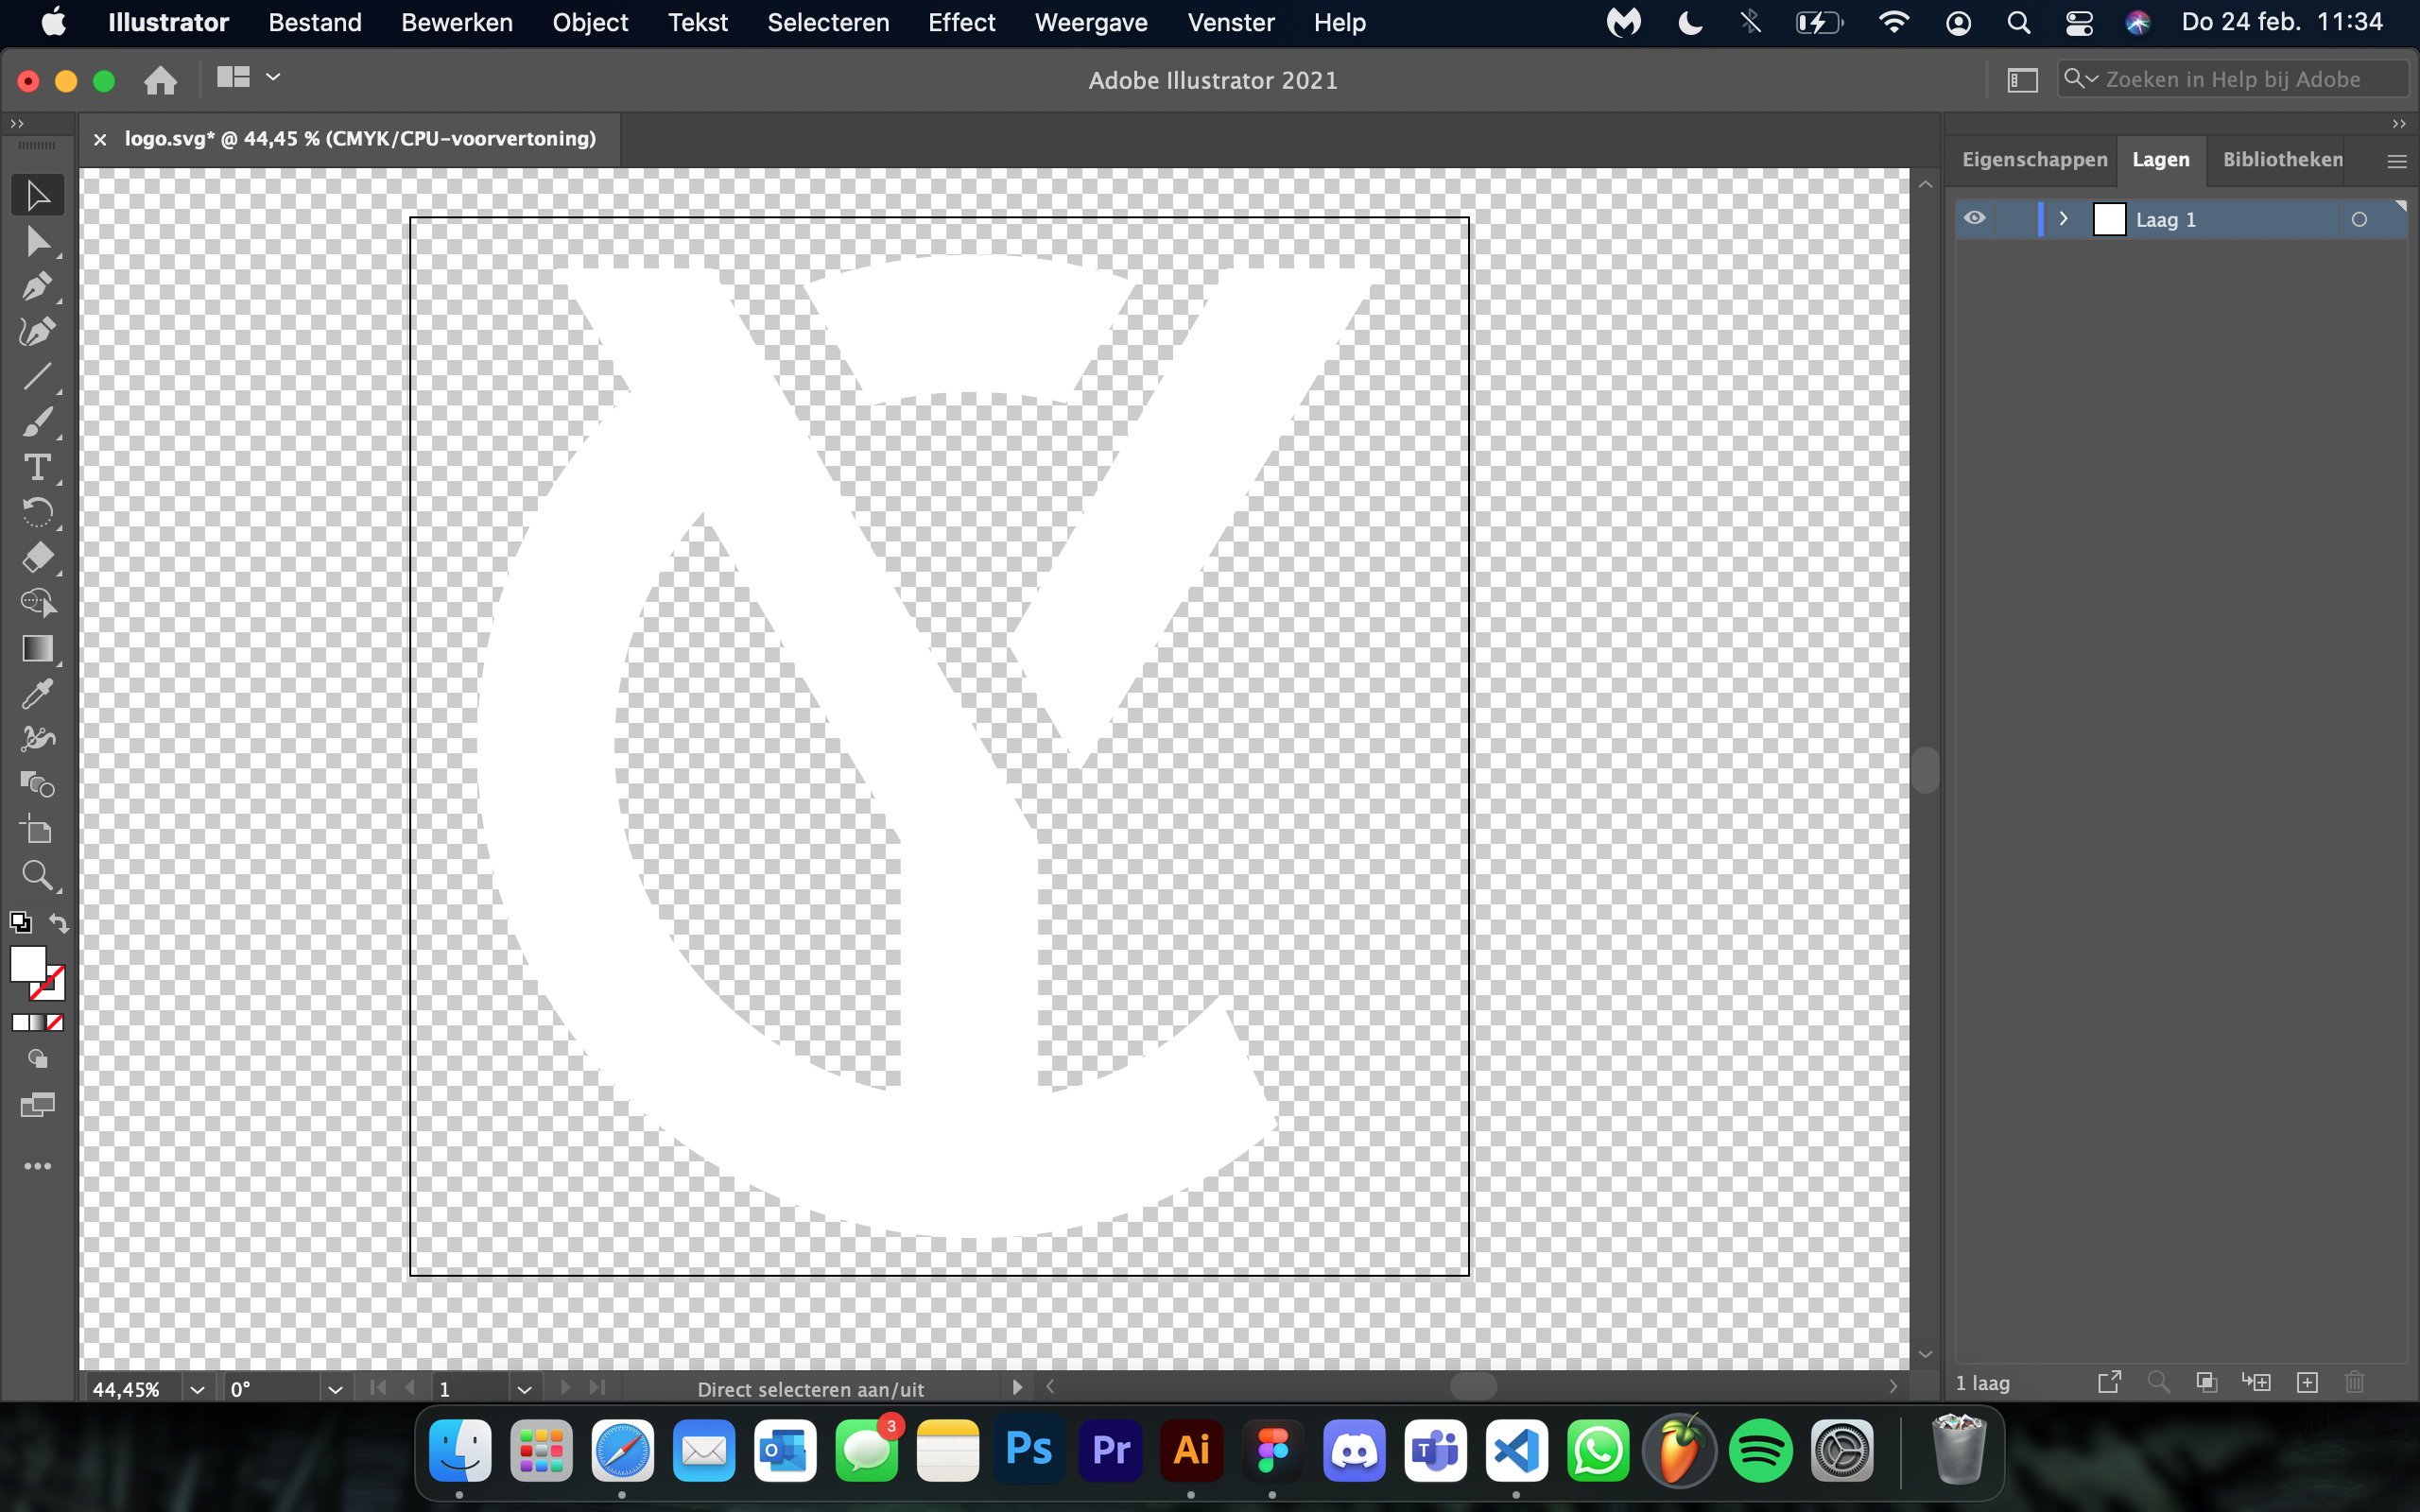 Illustrator Bestand Bewerken Object Tekst Selecteren Effect Weergave Venster Help Do 24 feb. 11:34
Adobe Illustrator 2021
Zoeken in Help bij Adobe
logo.svg* @ 44,45 % (CMYK/CPU-voorvertoning)
Eigenschappen Lagen Bibliotheken
Laag 1
44,45% 0° 1 Direct selecteren aan/uit
1 laag
3
Ps Pr Ai